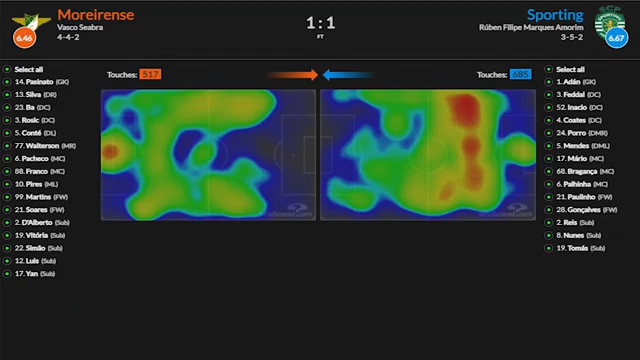 Moreirense
Vasco Seabra
4-4-2
6.46
1 : 1
FT
Sporting
Rúben Filipe Marques Amorim
3-5-2
SCP
6.67
Select all
14. Pasinato (GK)
13. Silva (DR)
23. Ba (DC)
3. Rosic (DC)
5. Conté (DL)
77. Walterson (MR)
6. Pacheco (MC)
88. Franco (MC)
10. Pires (ML)
99. Martins (FW)
21. Soares (FW)
2. D'Alberto (Sub)
19. Vitória (Sub)
22. Simão (Sub)
12. Luis (Sub)
17. Yan (Sub)
Touches: 517
Touches: 685
Select all
1. Adán (GK)
3. Feddal (DC)
52. Inacio (DC)
4. Coates (DC)
24. Porro (DMR)
5. Mendes (DML)
17. Mário (MC)
68. Bragança (MC)
6. Palhinha (MC)
21. Paulinho (FW)
28. Gonçalves (FW)
2. Reis (Sub)
8. Nunes (Sub)
19. Tomás (Sub)